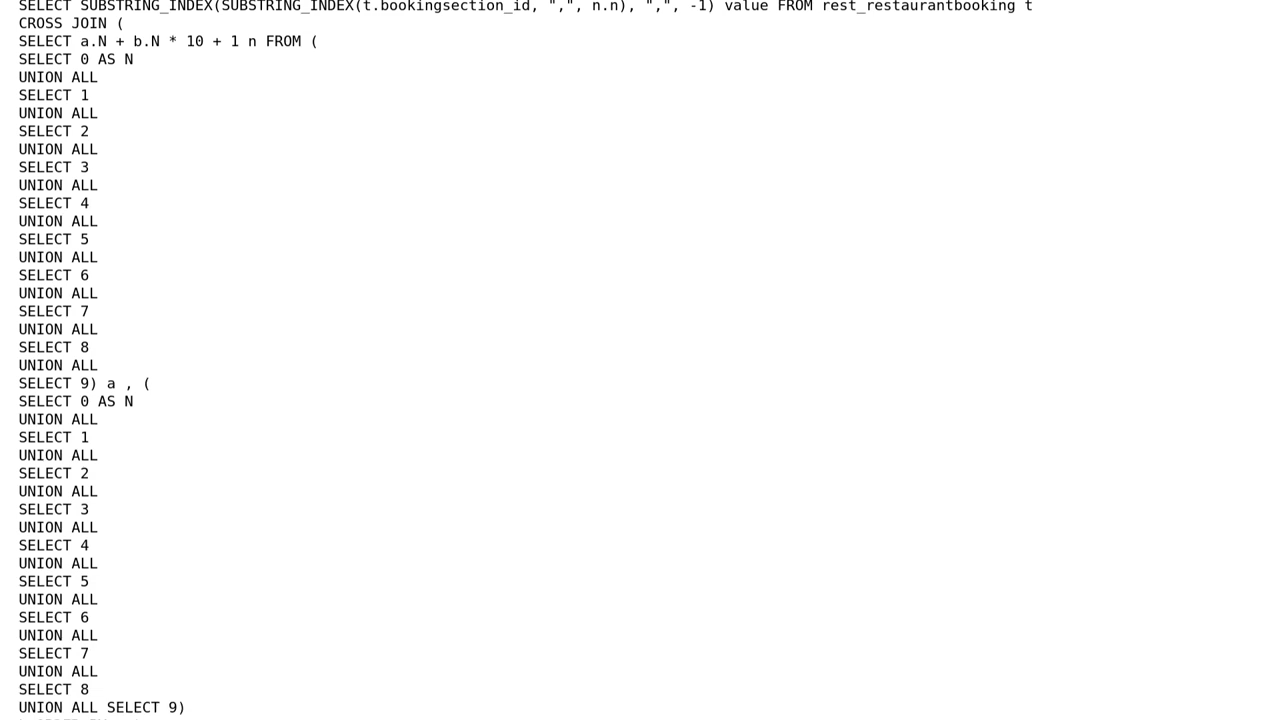 SELECT SUBSTRING_INDEX(SUBSTRING_INDEX(t.bookingsection_id, ",", n.n), ",", -1) value FROM rest_restaurantbooking t
CROSS JOIN (
SELECT a.N + b.N * 10 + 1 n FROM (
SELECT 0 AS N
UNION ALL
SELECT 1
UNION ALL
SELECT 2
UNION ALL
SELECT 3
UNION ALL
SELECT 4
UNION ALL
SELECT 5
UNION ALL
SELECT 6
UNION ALL
SELECT 7
UNION ALL
SELECT 8
UNION ALL
SELECT 9) a , (
SELECT 0 AS N
UNION ALL
SELECT 1
UNION ALL
SELECT 2
UNION ALL
SELECT 3
UNION ALL
SELECT 4
UNION ALL
SELECT 5
UNION ALL
SELECT 6
UNION ALL
SELECT 7
UNION ALL
SELECT 8
UNION ALL SELECT 9)